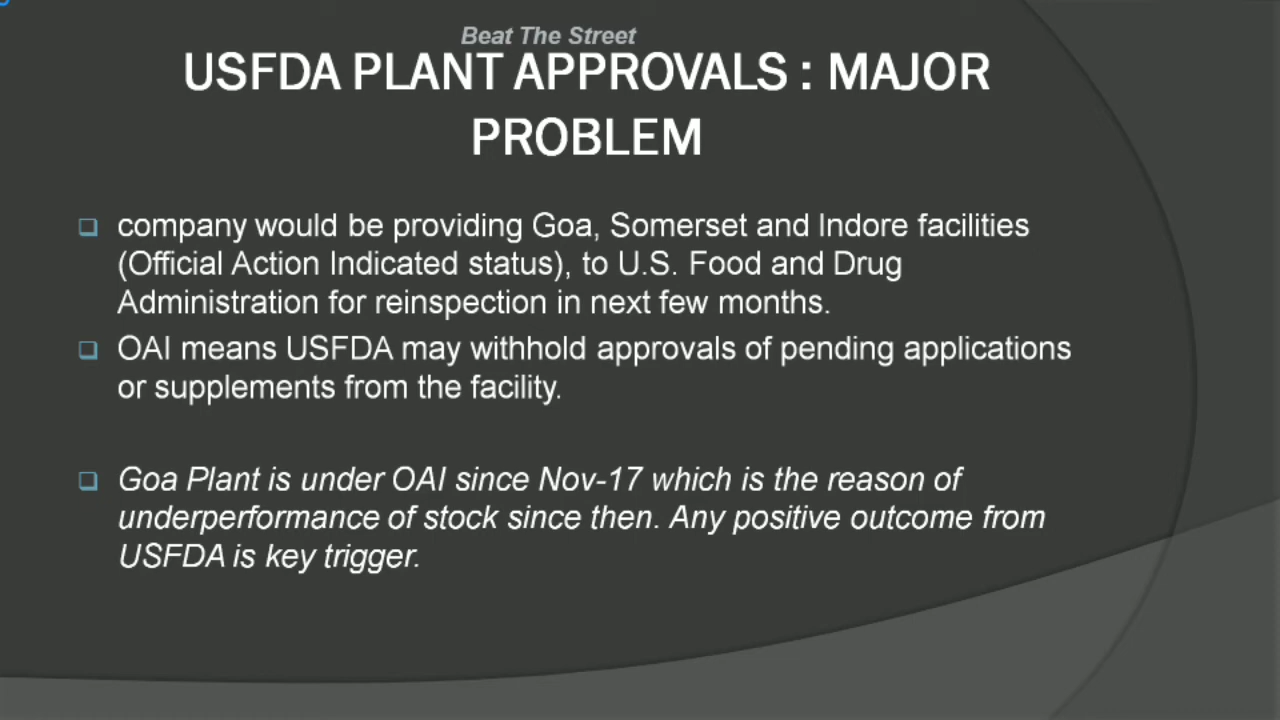 Beat The Street
USFDA PLANT APPROVALS : MAJOR
PROBLEM
company would be providing Goa, Somerset and Indore facilities
(Official Action Indicated status), to U.S. Food and Drug
Administration for reinspection in next few months.
OAI means USFDA may withhold approvals of pending applications
or supplements from the facility.
Goa Plant is under OAI since Nov-17 which is the reason of
underperformance of stock since then. Any positive outcome from
USFDA is key trigger.